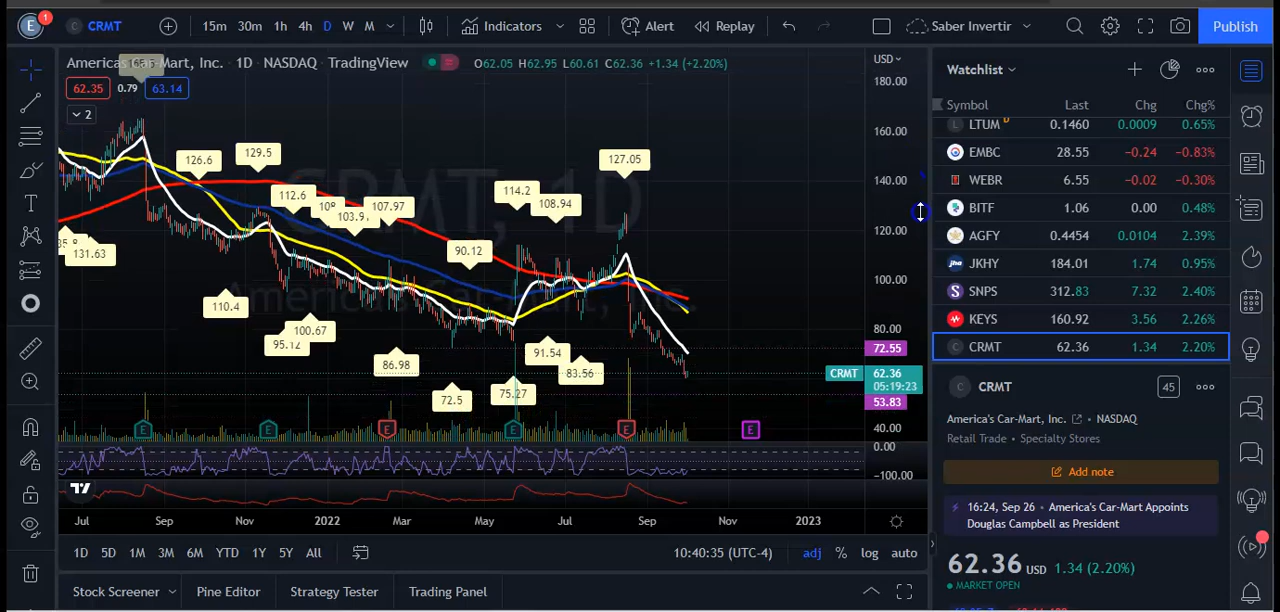 E 1 CRMT 15m 30m 1h 4h D W M Indicators Alert Replay Saber Invertir Publish
America's Car-Mart, Inc. · 1D · NASDAQ · TradingView O62.05 H62.95 L60.61 C62.36 +1.34 (+2.20%)
62.35 0.79 63.14
2
CRMT, 1D
America's Car-Mart, Inc.
126.6
129.5
112.6
103.9
107.97
114.2
108.94
127.05
90.12
131.63
110.4
95.12
100.67
86.98
72.5
75.27
91.54
83.56
E E E E E E
USD
180.00
160.00
140.00
120.00
100.00
80.00
72.55
CRMT 62.36
05:19:23
53.83
40.00
0.00
−100.00
Jul Sep Nov 2022 Mar May Jul Sep Nov 2023
1D 5D 1M 3M 6M YTD 1Y 5Y All 10:40:35 (UTC-4) adj % log auto
Stock Screener Pine Editor Strategy Tester Trading Panel
Watchlist
Symbol Last Chg Chg%
LTUM D 0.1460 0.0009 0.65%
EMBC 28.55 −0.24 −0.83%
WEBR 6.55 −0.02 −0.30%
BITF 1.06 0.00 0.48%
AGFY 0.4454 0.0104 2.39%
jha JKHY 184.01 1.74 0.95%
S SNPS 312.83 7.32 2.40%
KEYS 160.92 3.56 2.26%
C CRMT 62.36 1.34 2.20%
C CRMT 45
America's Car-Mart, Inc. · NASDAQ
Retail Trade · Specialty Stores
Add note
16:24, Sep 26 · America's Car-Mart Appoints
Douglas Campbell as President
62.36 USD 1.34 (2.20%)
MARKET OPEN